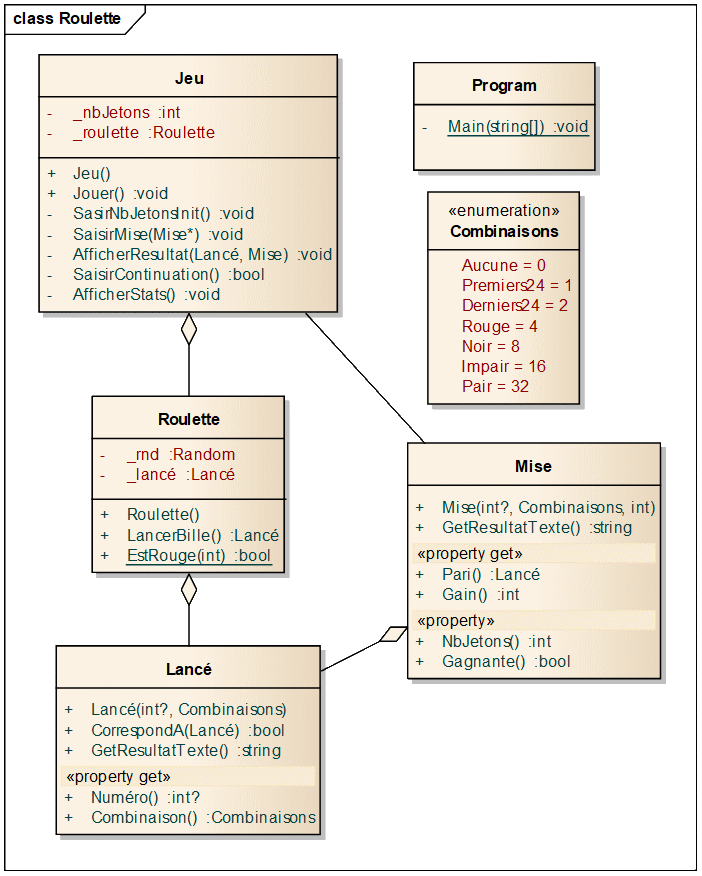 class Roulette
Jeu
- _nbJetons :int
- _roulette :Roulette
+ Jeu()
+ Jouer() :void
- SasirNbJetonsInit() :void
- SaisirMise(Mise*) :void
- AfficherResultat(Lancé, Mise) :void
- SaisirContinuation() :bool
- AfficherStats() :void
Program
- Main(string[]) :void
«enumeration»
Combinaisons
Aucune = 0
Premiers24 = 1
Derniers24 = 2
Rouge = 4
Noir = 8
Impair = 16
Pair = 32
Roulette
- _rnd :Random
- _lancé :Lancé
+ Roulette()
+ LancerBille() :Lancé
+ EstRouge(int) :bool
Mise
+ Mise(int?, Combinaisons, int)
+ GetResultatTexte() :string
«property get»
+ Pari() :Lancé
+ Gain() :int
«property»
+ NbJetons() :int
+ Gagnante() :bool
Lancé
+ Lancé(int?, Combinaisons)
+ CorrespondA(Lancé) :bool
+ GetResultatTexte() :string
«property get»
+ Numéro() :int?
+ Combinaison() :Combinaisons